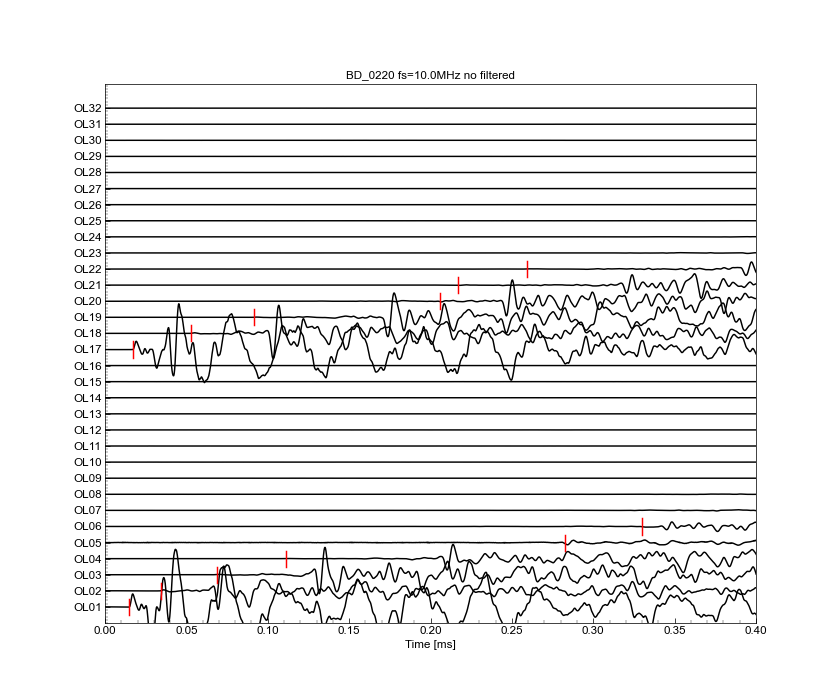 BD_0220 fs=10.0MHz no filtered
OL32
OL31
OL30
OL29
OL28
OL27
OL26
OL25
OL24
OL23
OL22
OL21
OL20
OL19
OL18
OL17
OL16
OL15
OL14
OL13
OL12
OL11
OL10
OL09
OL08
OL07
OL06
OL05
OL04
OL03
OL02
OL01
0.00 0.05 0.10 0.15 0.20 0.25 0.30 0.35 0.40
Time [ms]